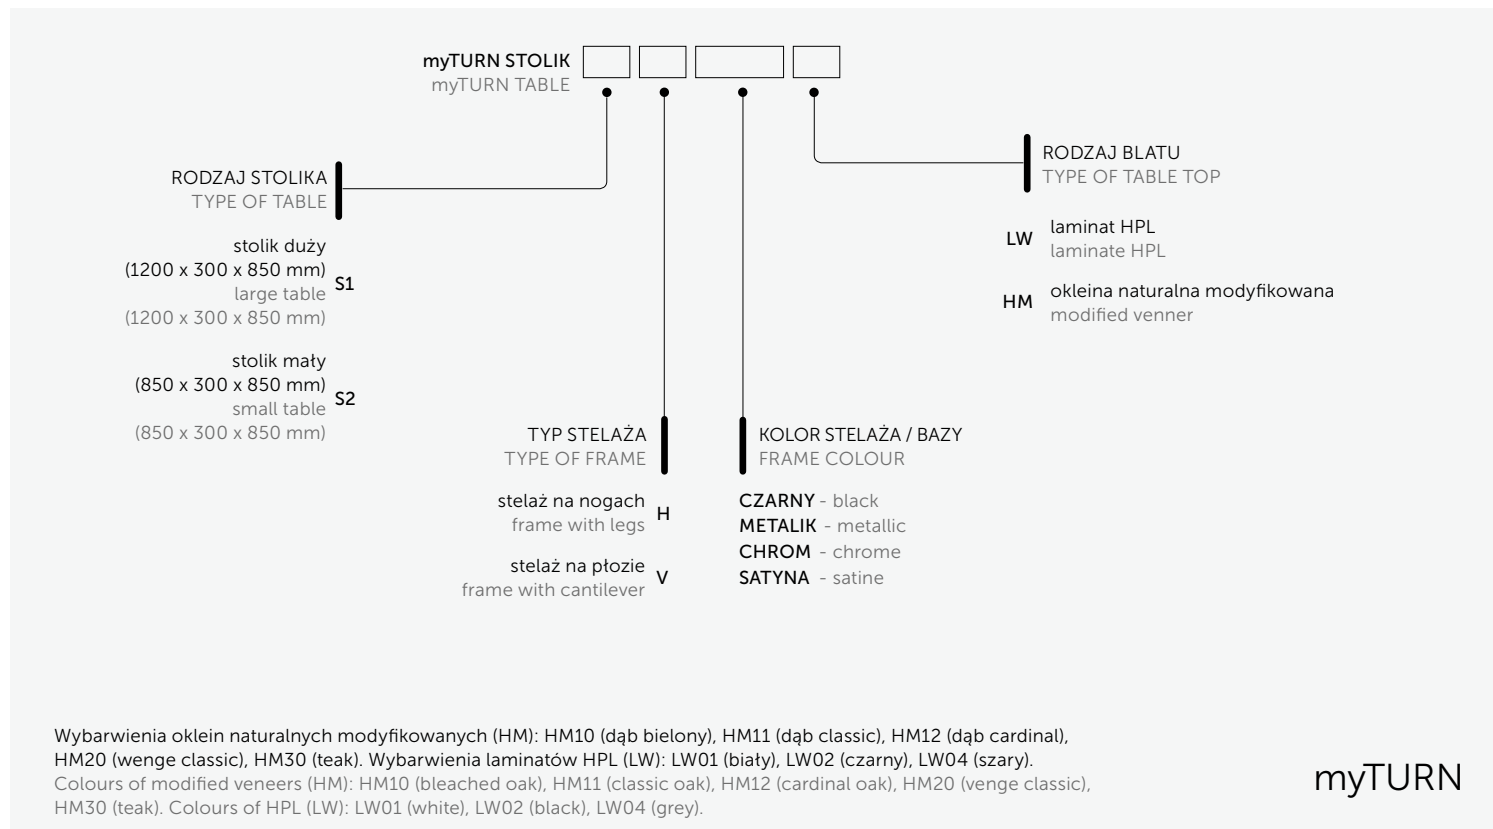 myTURN STOLIK
myTURN TABLE
RODZAJ STOLIKA
TYPE OF TABLE
stolik duży
(1200 x 300 x 850 mm)
S1
large table
(1200 x 300 x 850 mm)
stolik mały
(850 x 300 x 850 mm)
S2
small table
(850 x 300 x 850 mm)
TYP STELAŻA
TYPE OF FRAME
stelaż na nogach
H
frame with legs
stelaż na płozie
V
frame with cantilever
KOLOR STELAŻA / BAZY
FRAME COLOUR
CZARNY - black
METALIK - metallic
CHROM - chrome
SATYNA - satine
RODZAJ BLATU
TYPE OF TABLE TOP
LW
laminat HPL
laminate HPL
HM
okleina naturalna modyfikowana
modified venner
Wybarwienia oklein naturalnych modyfikowanych (HM): HM10 (dąb bielony), HM11 (dąb classic), HM12 (dąb cardinal),
HM20 (wenge classic), HM30 (teak). Wybarwienia laminatów HPL (LW): LW01 (biały), LW02 (czarny), LW04 (szary).
Colours of modified veneers (HM): HM10 (bleached oak), HM11 (classic oak), HM12 (cardinal oak), HM20 (venge classic),
HM30 (teak). Colours of HPL (LW): LW01 (white), LW02 (black), LW04 (grey).
myTURN